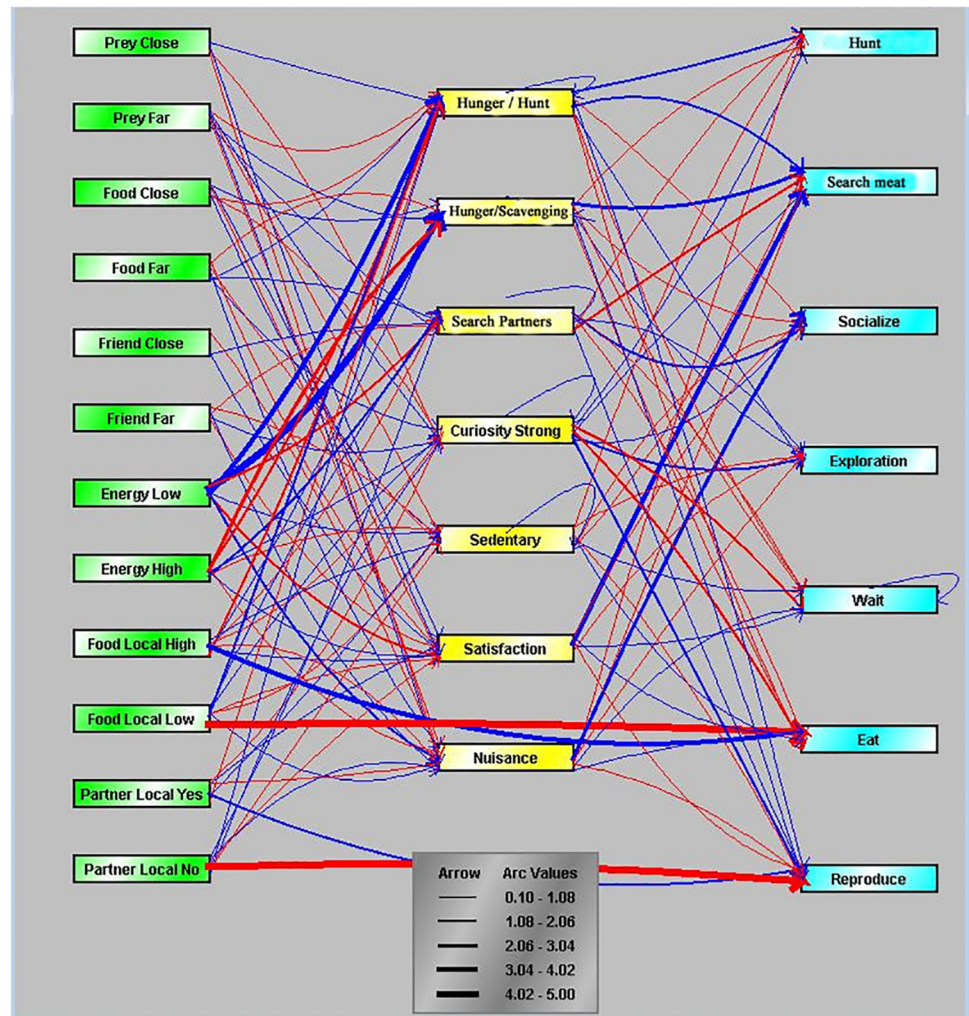 Prey Close
Prey Far
Food Close
Food Far
Friend Close
Friend Far
Energy Low
Energy High
Food Local High
Food Local Low
Partner Local Yes
Partner Local No
Hunger / Hunt
Hunger/Scavenging
Search Partners
Curiosity Strong
Sedentary
Satisfaction
Nuisance
Hunt
Search meat
Socialize
Exploration
Wait
Eat
Reproduce
Arrow Arc Values
0.10 - 1.08
1.08 - 2.06
2.06 - 3.04
3.04 - 4.02
4.02 - 5.00